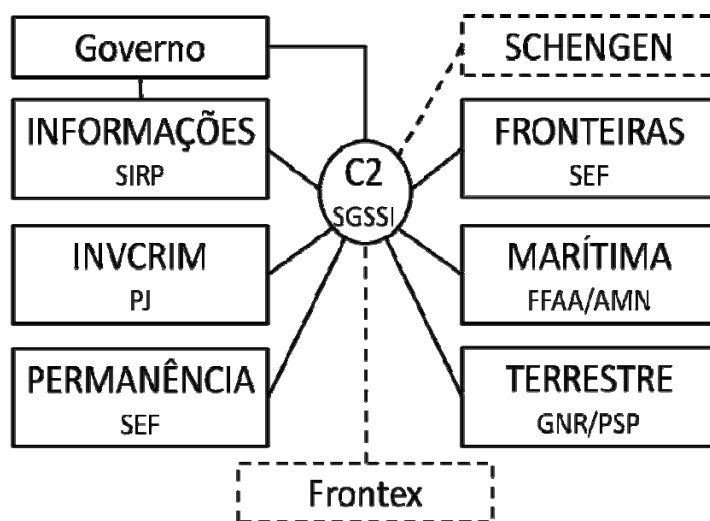 Governo
SCHENGEN
INFORMAÇÕES
SIRP
C2
SGSSI
FRONTEIRAS
SEF
INVCRIM
PJ
MARÍTIMA
FFAA/AMN
PERMANÊNCIA
SEF
TERRESTRE
GNR/PSP
Frontex